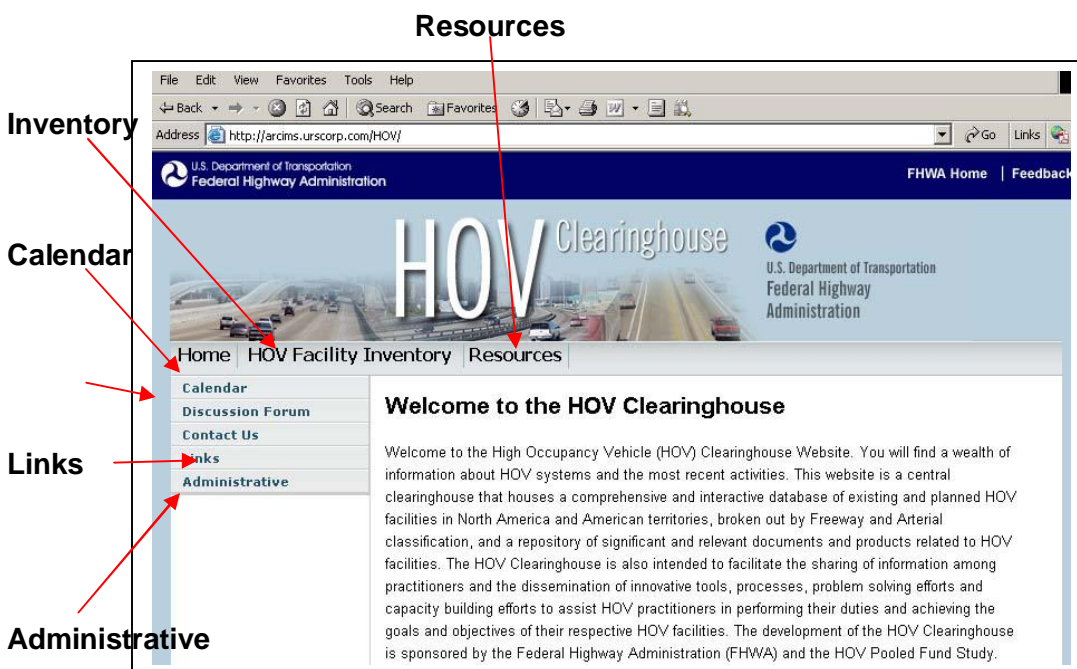 Resources
File Edit View Favorites Tools Help
Back Search Favorites
Inventory
Address http://arcims.urscorp.com/HOV/ Go Links
U.S. Department of Transportation
Federal Highway Administration
FHWA Home | Feedback
HOV Clearinghouse
U.S. Department of Transportation
Federal Highway
Administration
Calendar
Home HOV Facility Inventory Resources
Calendar
Discussion Forum
Contact Us
Links
Administrative
Links
Administrative
Welcome to the HOV Clearinghouse
Welcome to the High Occupancy Vehicle (HOV) Clearinghouse Website. You will find a wealth of
information about HOV systems and the most recent activities. This website is a central
clearinghouse that houses a comprehensive and interactive database of existing and planned HOV
facilities in North America and American territories, broken out by Freeway and Arterial
classification, and a repository of significant and relevant documents and products related to HOV
facilities. The HOV Clearinghouse is also intended to facilitate the sharing of information among
practitioners and the dissemination of innovative tools, processes, problem solving efforts and
capacity building efforts to assist HOV practitioners in performing their duties and achieving the
goals and objectives of their respective HOV facilities. The development of the HOV Clearinghouse
is sponsored by the Federal Highway Administration (FHWA) and the HOV Pooled Fund Study.